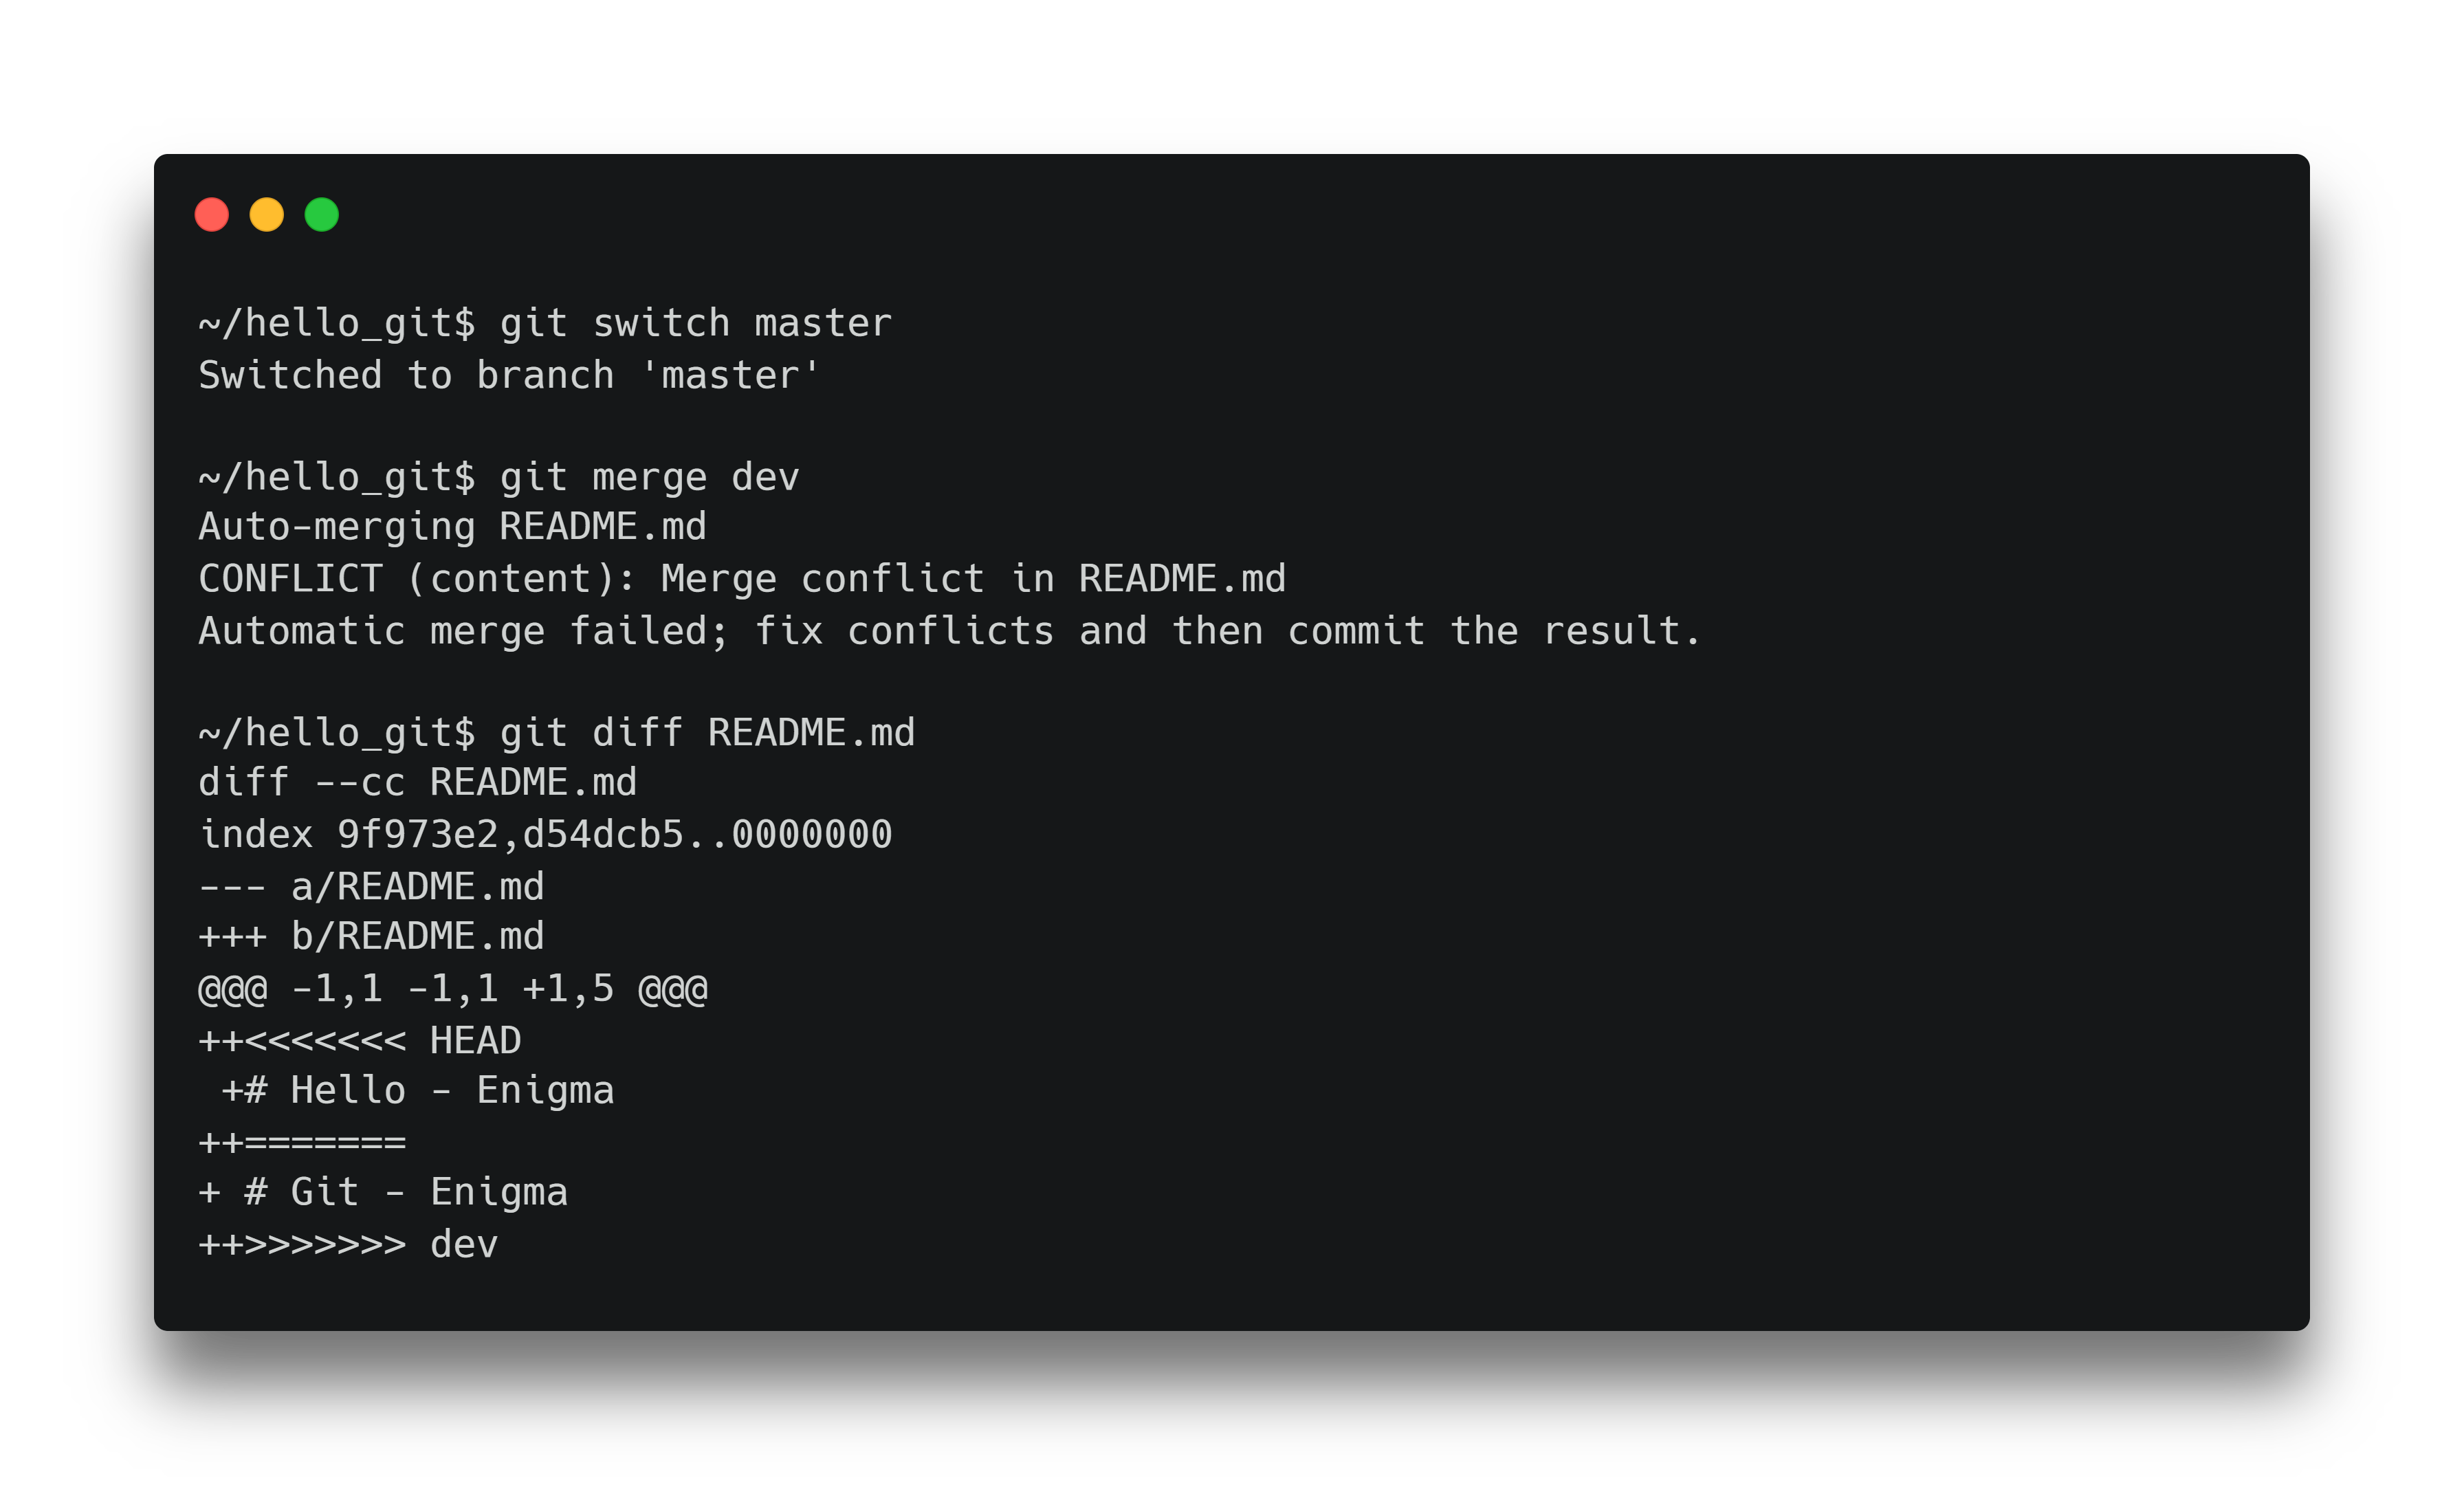 ~/hello_git$ git switch master
Switched to branch 'master'

~/hello_git$ git merge dev
Auto-merging README.md
CONFLICT (content): Merge conflict in README.md
Automatic merge failed; fix conflicts and then commit the result.

~/hello_git$ git diff README.md
diff --cc README.md
index 9f973e2,d54dcb5..0000000
--- a/README.md
+++ b/README.md
@@@ -1,1 -1,1 +1,5 @@@
++<<<<<<< HEAD
 +# Hello - Enigma
++=======
+ # Git - Enigma
++>>>>>>> dev